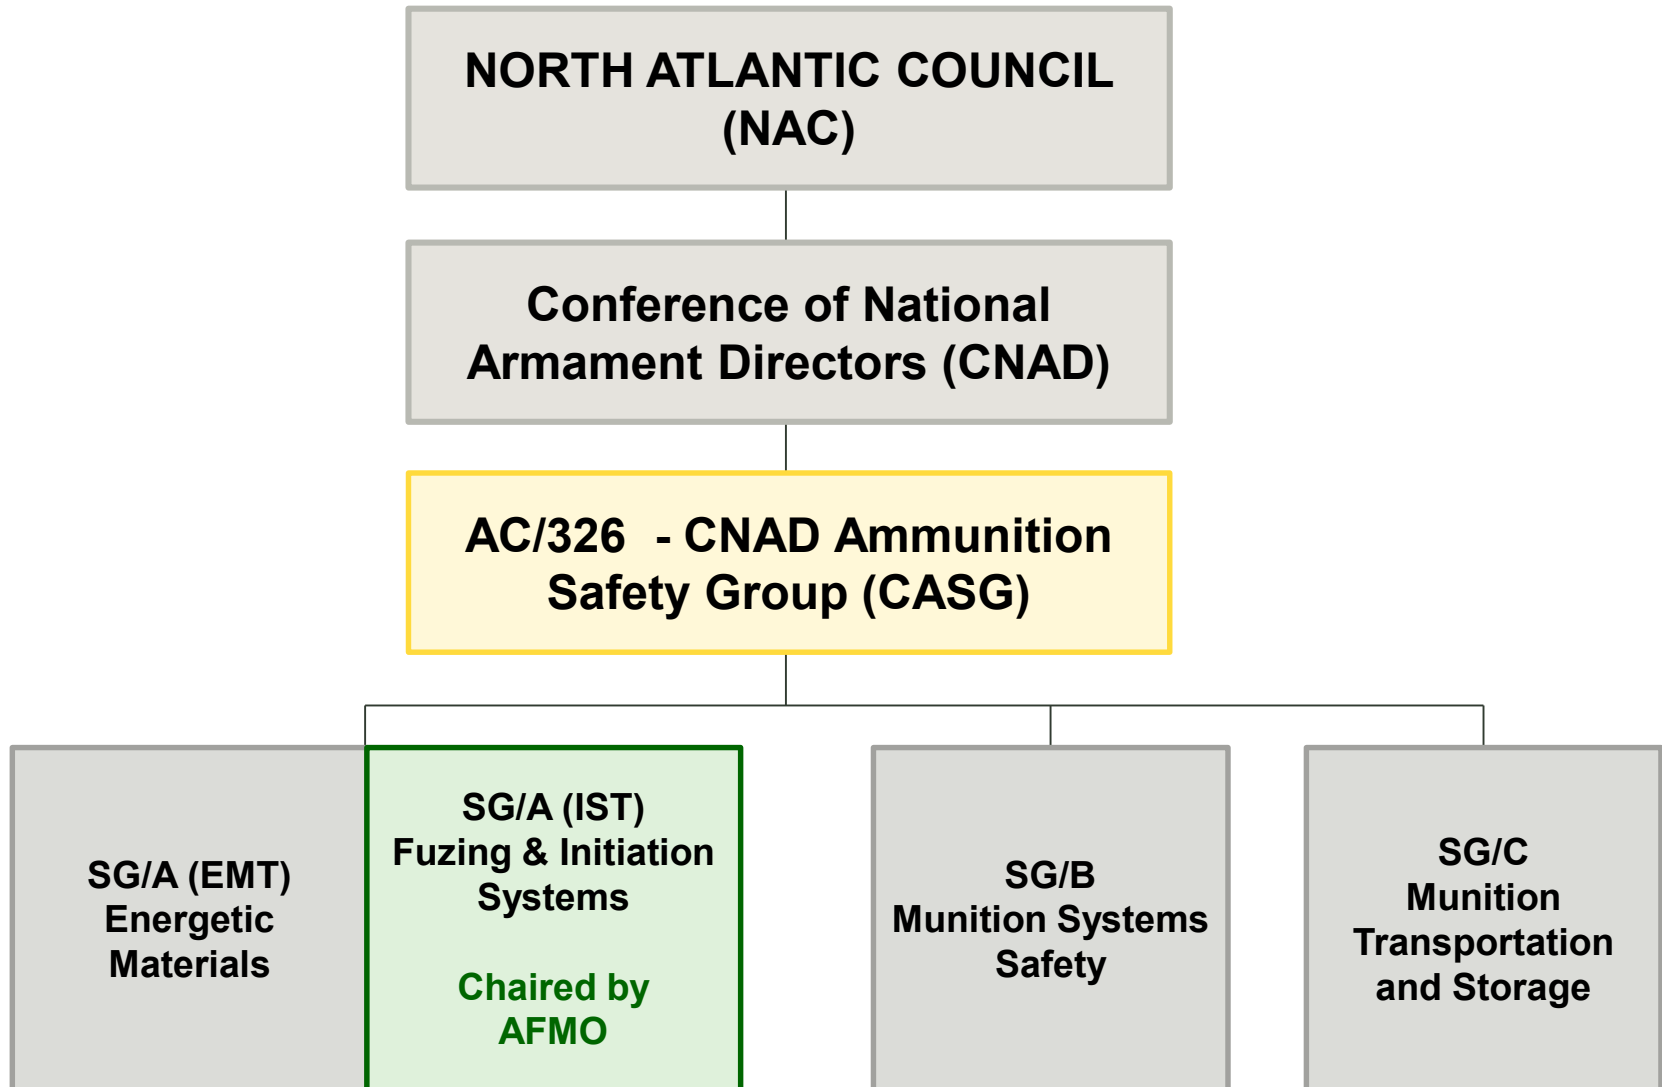 NORTH ATLANTIC COUNCIL
(NAC)
Conference of National
Armament Directors (CNAD)
AC/326  - CNAD Ammunition
Safety Group (CASG)
SG/A (EMT)
Energetic
Materials
SG/A (IST)
Fuzing & Initiation
Systems
Chaired by
AFMO
SG/B
Munition Systems
Safety
SG/C
Munition
Transportation
and Storage